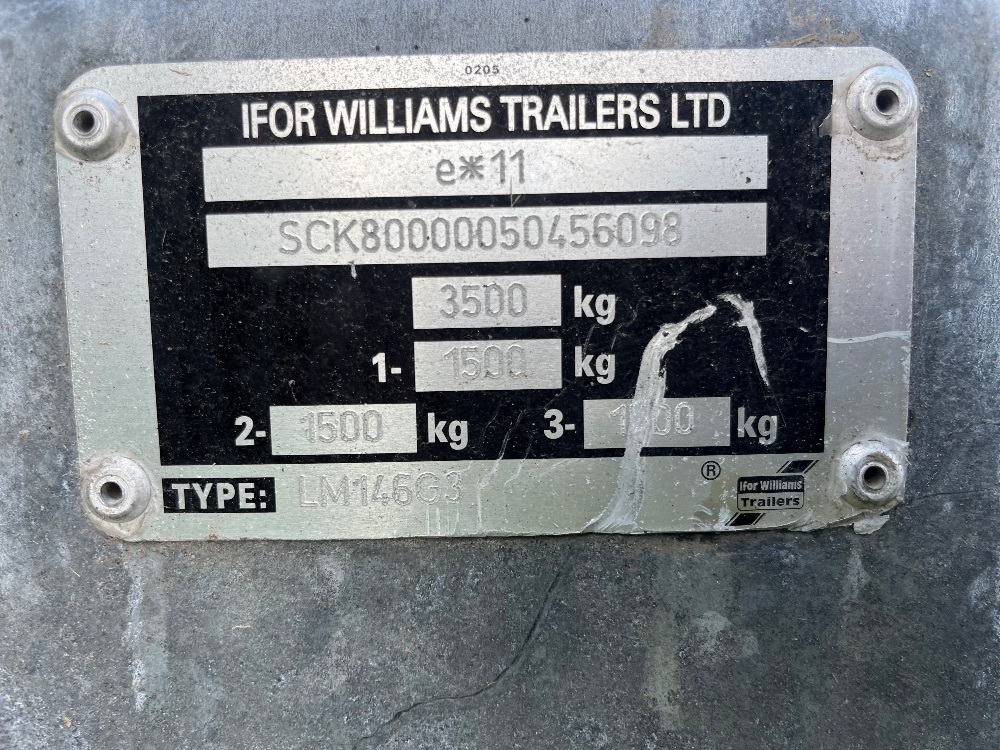 0205
IFOR WILLIAMS TRAILERS LTD
e*11
SCK80000050456098
3500 kg
1- 1500 kg
2- 1500 kg 3- kg
TYPE: LM146G3
®
Ifor Williams
Trailers